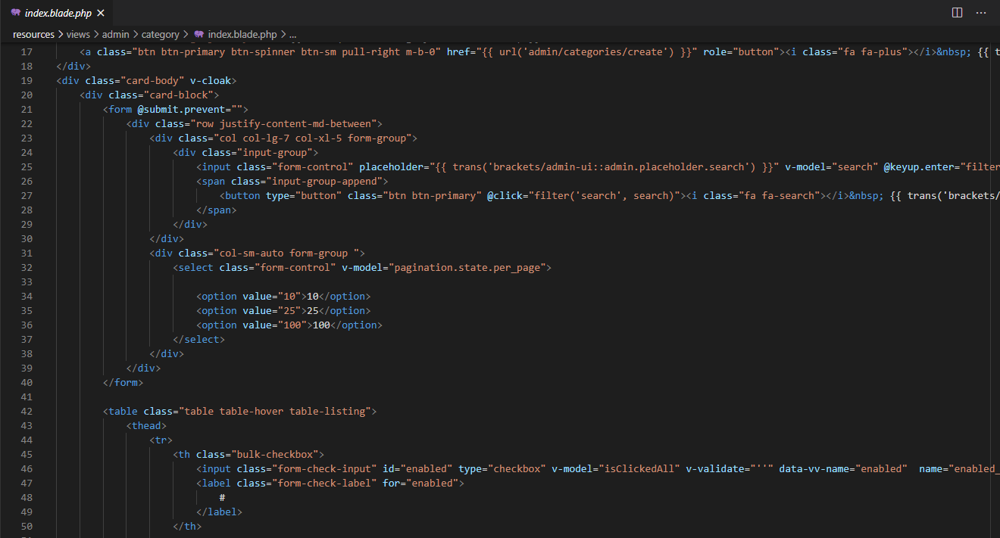 index.blade.php ×
resources > views > admin > category > index.blade.php > ...
17 <a class="btn btn-primary btn-spinner btn-sm pull-right m-b-0" href="{{ url('admin/categories/create') }}" role="button"><i class="fa fa-plus"></i>&nbsp; {{ t
18 </div>
19 <div class="card-body" v-cloak>
20 <div class="card-block">
21 <form @submit.prevent="">
22 <div class="row justify-content-md-between">
23 <div class="col col-lg-7 col-xl-5 form-group">
24 <div class="input-group">
25 <input class="form-control" placeholder="{{ trans('brackets/admin-ui::admin.placeholder.search') }}" v-model="search" @keyup.enter="filter
26 <span class="input-group-append">
27 <button type="button" class="btn btn-primary" @click="filter('search', search)"><i class="fa fa-search"></i>&nbsp; {{ trans('brackets/
28 </span>
29 </div>
30 </div>
31 <div class="col-sm-auto form-group ">
32 <select class="form-control" v-model="pagination.state.per_page">
33
34 <option value="10">10</option>
35 <option value="25">25</option>
36 <option value="100">100</option>
37 </select>
38 </div>
39 </div>
40 </form>
41
42 <table class="table table-hover table-listing">
43 <thead>
44 <tr>
45 <th class="bulk-checkbox">
46 <input class="form-check-input" id="enabled" type="checkbox" v-model="isClickedAll" v-validate="''" data-vv-name="enabled"  name="enabled_
47 <label class="form-check-label" for="enabled">
48 #
49 </label>
50 </th>